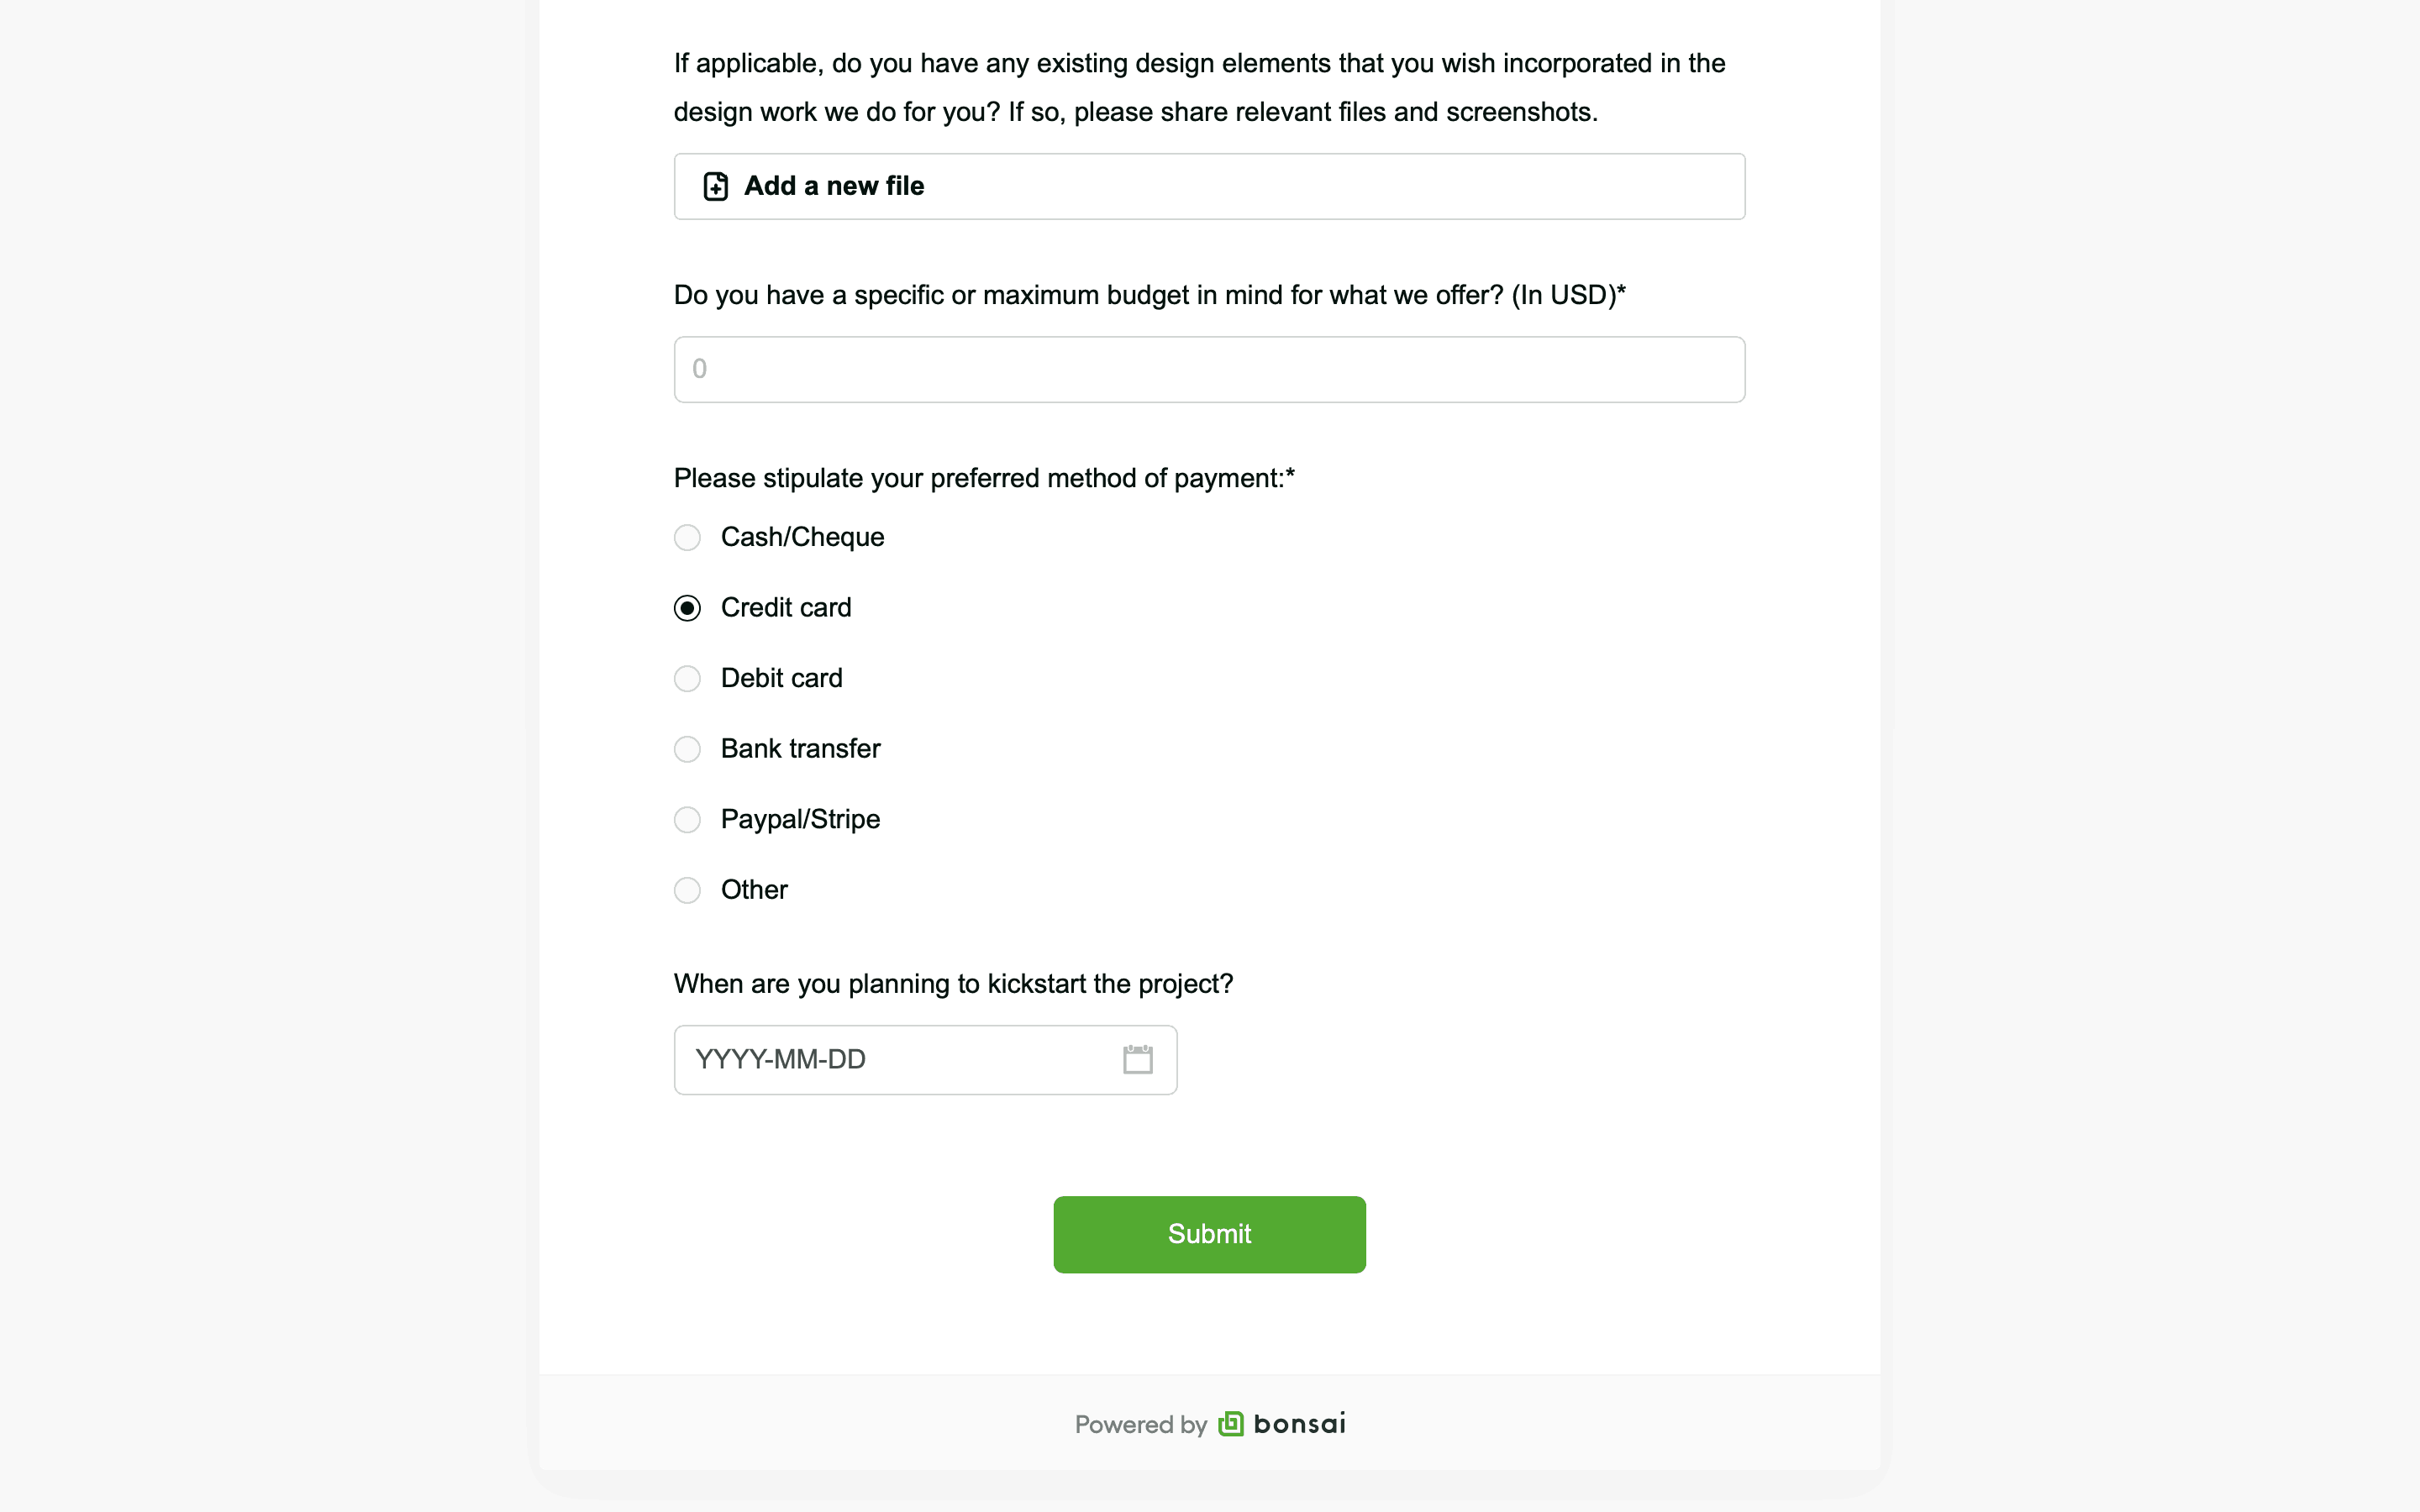 If applicable, do you have any existing design elements that you wish incorporated in the
design work we do for you? If so, please share relevant files and screenshots.
Add a new file
Do you have a specific or maximum budget in mind for what we offer? (In USD)*
0
Please stipulate your preferred method of payment:*
Cash/Cheque
Credit card
Debit card
Bank transfer
Paypal/Stripe
Other
When are you planning to kickstart the project?
YYYY-MM-DD
Submit
Powered by bonsai